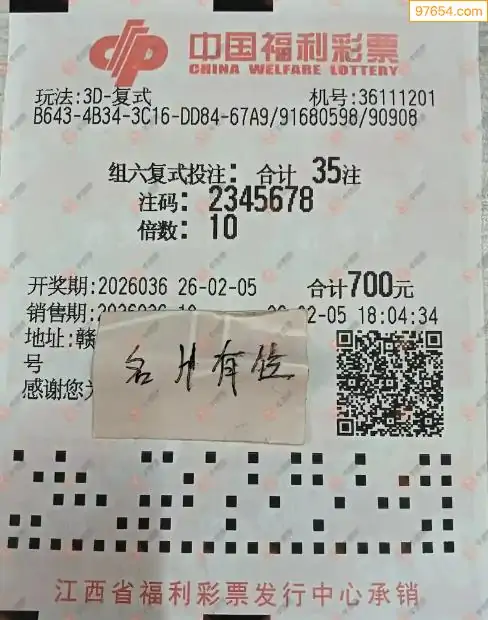 97654.com
中国福利彩票
CHINA WELFARE LOTTERY
玩法:3D-复式 机号:36111201
B643-4B34-3C16-DD84-67A9/91680598/90908
组六复式投注: 合计 35注
注码: 2345678
倍数: 10
开奖期:2026036 26-02-05 合计700元
销售期: 02-05 18:04:34
地址:赣
号
感谢您
名片有位
江西省福利彩票发行中心承销